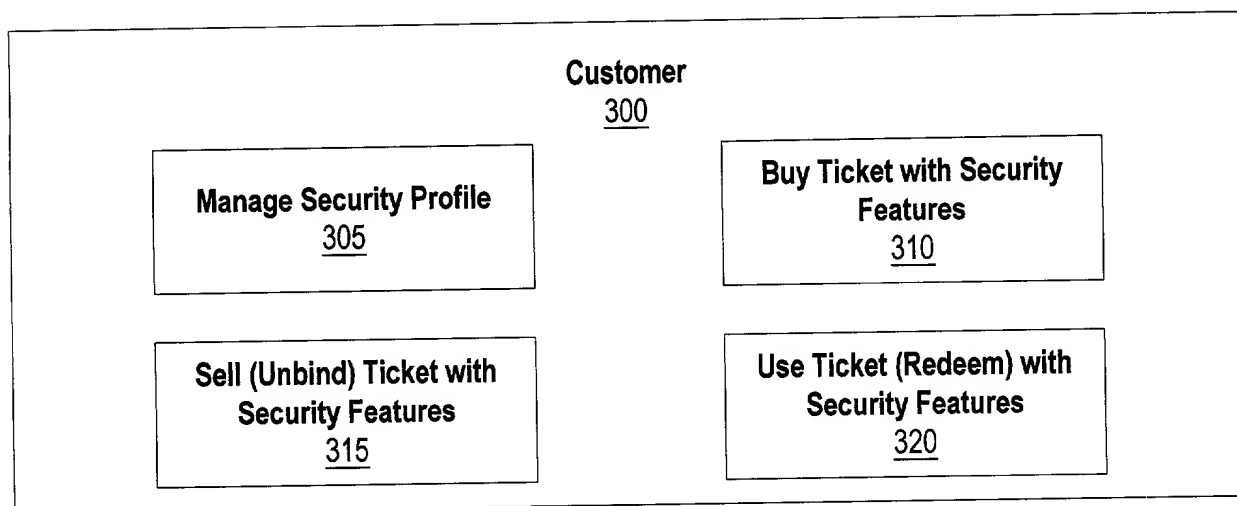 Customer
300
Manage Security Profile
305
Buy Ticket with Security
Features
310
Sell (Unbind) Ticket with
Security Features
315
Use Ticket (Redeem) with
Security Features
320